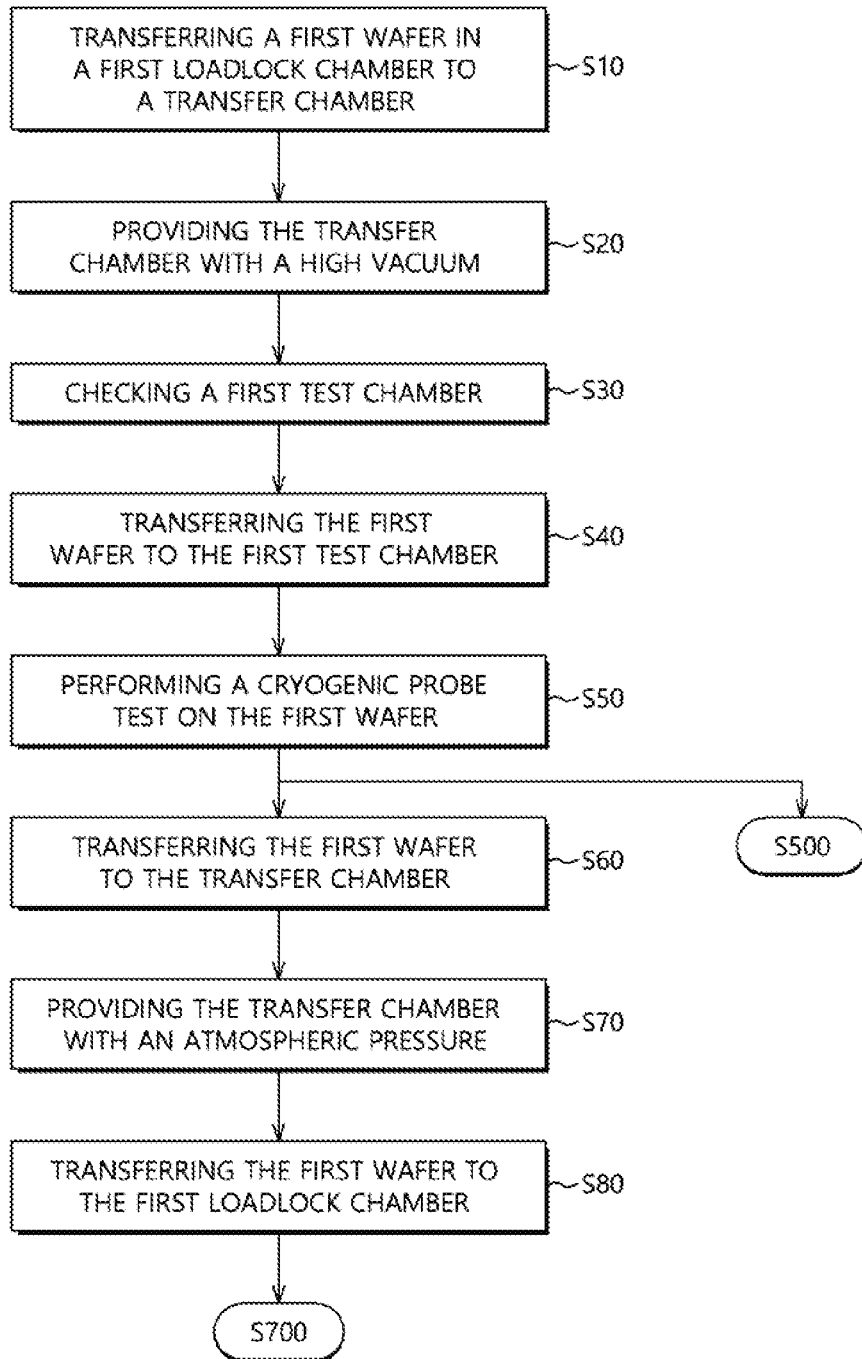 TRANSFERRING A FIRST WAFER IN
A FIRST LOADLOCK CHAMBER TO
A TRANSFER CHAMBER
S10
PROVIDING THE TRANSFER
CHAMBER WITH A HIGH VACUUM
S20
CHECKING A FIRST TEST CHAMBER
S30
TRANSFERRING THE FIRST
WAFER TO THE FIRST TEST CHAMBER
S40
PERFORMING A CRYOGENIC PROBE
TEST ON THE FIRST WAFER
S50
TRANSFERRING THE FIRST WAFER
TO THE TRANSFER CHAMBER
S60
S500
PROVIDING THE TRANSFER CHAMBER
WITH AN ATMOSPHERIC PRESSURE
S70
TRANSFERRING THE FIRST WAFER TO
THE FIRST LOADLOCK CHAMBER
S80
S700